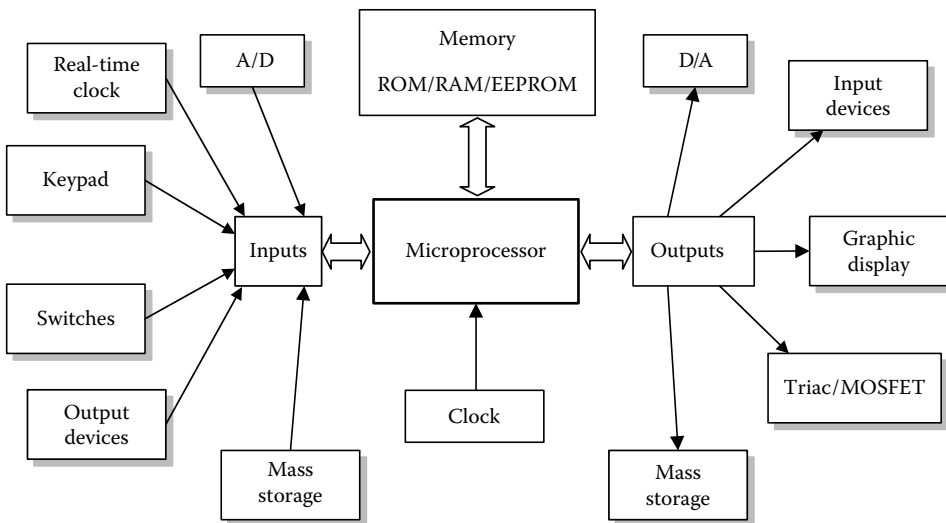 Real-time
clock
A/D
Memory
ROM/RAM/EEPROM
D/A
Input
devices
Keypad
Inputs
Microprocessor
Outputs
Graphic
display
Switches
Output
devices
Mass
storage
Clock
Mass
storage
Triac/MOSFET